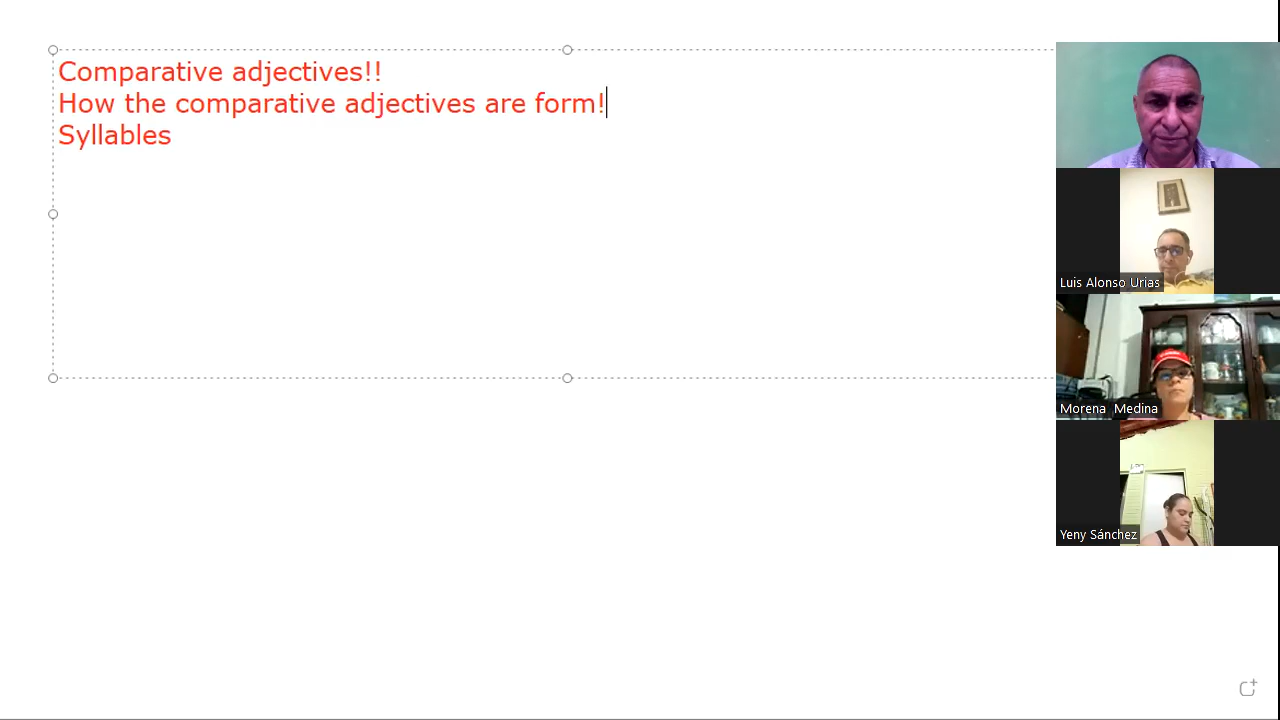 Comparative adjectives!!
How the comparative adjectives are form!
Syllables
Luis Alonso Urias
Morena Medina
Yeny Sánchez